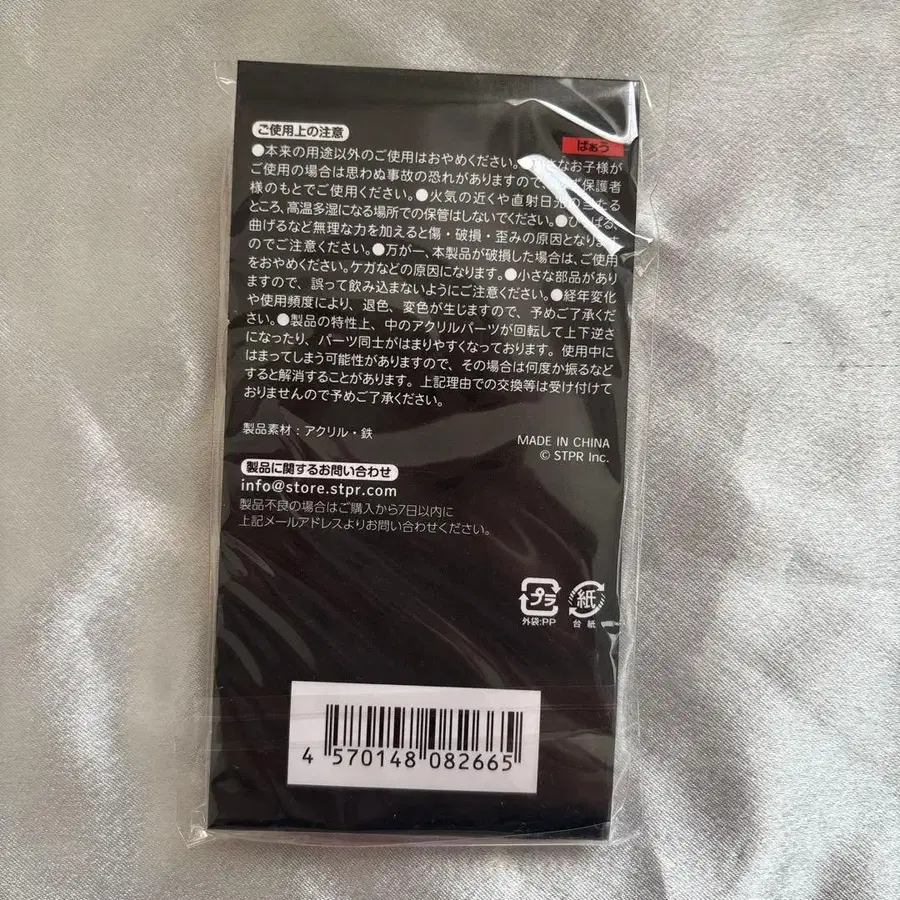 ご使用上の注意
ばぁう
●本来の用途以外のご使用はおやめください。 さなお子様が
ご使用の場合は思わぬ事故の恐れがありますので、 ず保護者
様のもとでご使用ください。●火気の近くや直射日光の当たる
ところ、高温多湿になる場所での保管はしないでください。●ひっぱる、
曲げるなど無理な力を加えると傷・破損・歪みの原因となります
のでご注意ください。●万が一、本製品が破損した場合は、ご使用
をおやめください。ケガなどの原因になります。●小さな部品があり
ますので、誤って飲み込まないようにご注意ください。●経年変化
や使用頻度により、退色、変色が生じますので、予めご了承くだ
さい。●製品の特性上、中のアクリルパーツが回転して上下逆さ
になったり、パーツ同士がはまりやすくなっております。使用中に
はまってしまう可能性がありますので、その場合は何度か振るなど
すると解消することがあります。上記理由での交換等は受け付けて
おりませんので予めご了承ください。
製品素材：アクリル・鉄
MADE IN CHINA
© STPR Inc.
製品に関するお問い合わせ
info@store.stpr.com
製品不良の場合はご購入から7日以内に
上記メールアドレスよりお問い合わせください。
プラ 紙
外袋:PP 台紙
4 570148 082665